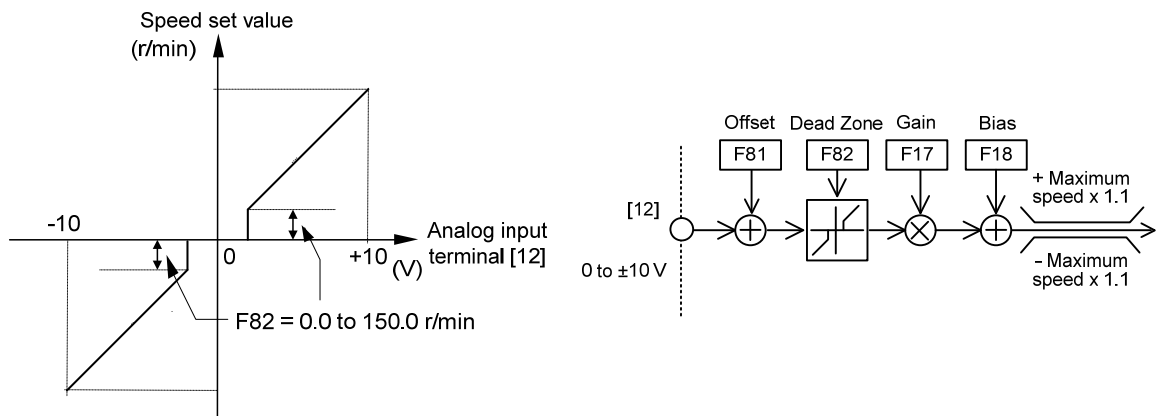 Speed set value
(r/min)
-10
0
+10
(V)
Analog input
terminal [12]
F82 = 0.0 to 150.0 r/min
Offset
Dead Zone
Gain
Bias
F81
F82
F17
F18
[12]
0 to ±10 V
+ Maximum
speed x 1.1
− Maximum
speed x 1.1